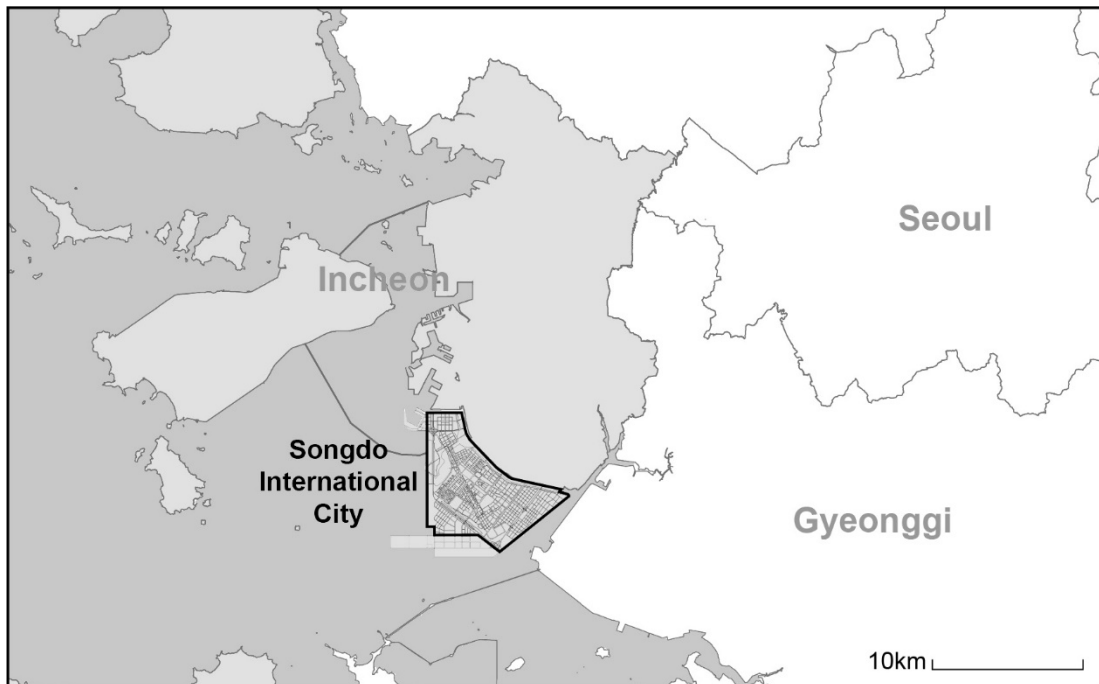 Seoul
Incheon
Songdo
International
City
Gyeonggi
10km